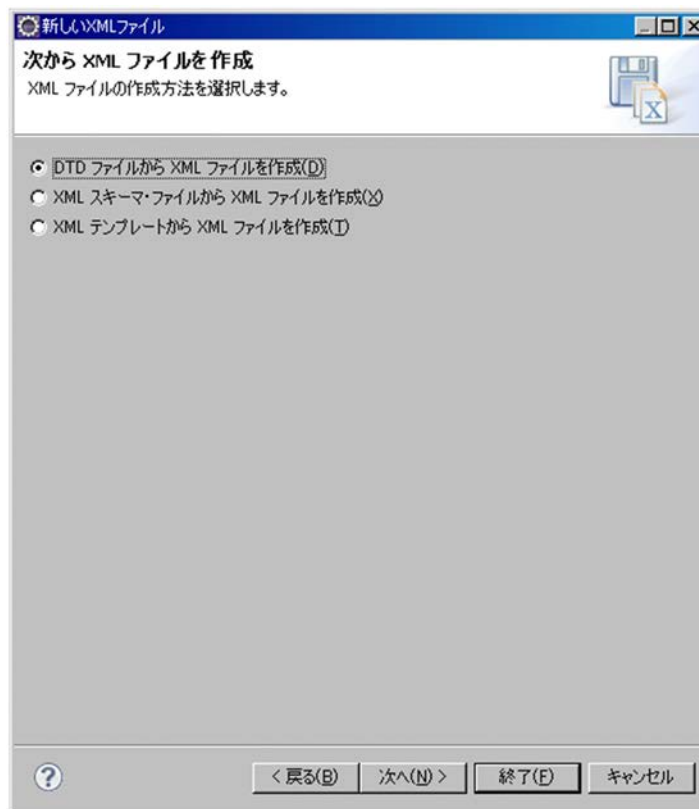 新しいXMLファイル
次から XML ファイルを作成
XML ファイルの作成方法を選択します。
X
DTD ファイルから XML ファイルを作成(D)
XML スキーマ・ファイルから XML ファイルを作成(X)
XML テンプレートから XML ファイルを作成(T)
?
< 戻る(B)
次へ(N) >
終了(F)
キャンセル